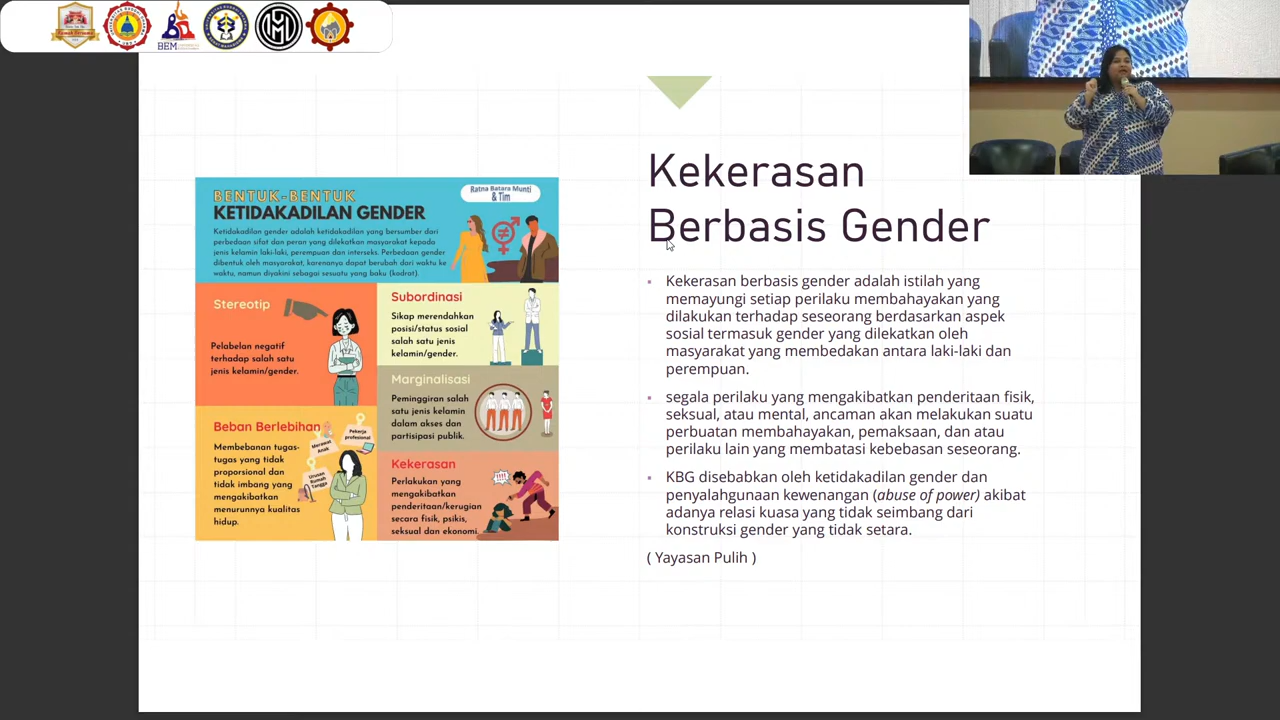 BEM
BENTUK-BENTUK
KETIDAKADILAN GENDER
Ratna Batara Munti
& Tim
Ketidakadilan gender adalah ketidakadilan yang bersumber dari
perbedaan sifat dan peran yang dilekatkan masyarakat kepada
jenis kelamin laki-laki, perempuan dan interseks. Perbedaan gender
dibentuk oleh masyarakat, karenanya dapat berubah dari waktu ke
waktu, namun diyakini sebagai sesuatu yang baku (kodrat).
Stereotip
Pelabelan negatif
terhadap salah satu
jenis kelamin/gender.
Subordinasi
Sikap merendahkan
posisi/status sosial
salah satu jenis
kelamin/gender.
Marginalisasi
Peminggiran salah
satu jenis kelamin
dalam akses dan
partisipasi publik.
Beban Berlebihan
Membebanan tugas-
tugas yang tidak
proporsional dan
tidak imbang yang
mengakibatkan
menurunnya kualitas
hidup.
Merawat
Anak
Pekerja
profesional
Urusan
Rumah
Tangga
Kekerasan
Perlakukan yang
mengakibatkan
penderitaan/kerugian
secara fisik, psikis,
seksual dan ekonomi.
Kekerasan
Berbasis Gender
Kekerasan berbasis gender adalah istilah yang
memayungi setiap perilaku membahayakan yang
dilakukan terhadap seseorang berdasarkan aspek
sosial termasuk gender yang dilekatkan oleh
masyarakat yang membedakan antara laki-laki dan
perempuan.
segala perilaku yang mengakibatkan penderitaan fisik,
seksual, atau mental, ancaman akan melakukan suatu
perbuatan membahayakan, pemaksaan, dan atau
perilaku lain yang membatasi kebebasan seseorang.
KBG disebabkan oleh ketidakadilan gender dan
penyalahgunaan kewenangan (abuse of power) akibat
adanya relasi kuasa yang tidak seimbang dari
konstruksi gender yang tidak setara.
( Yayasan Pulih )